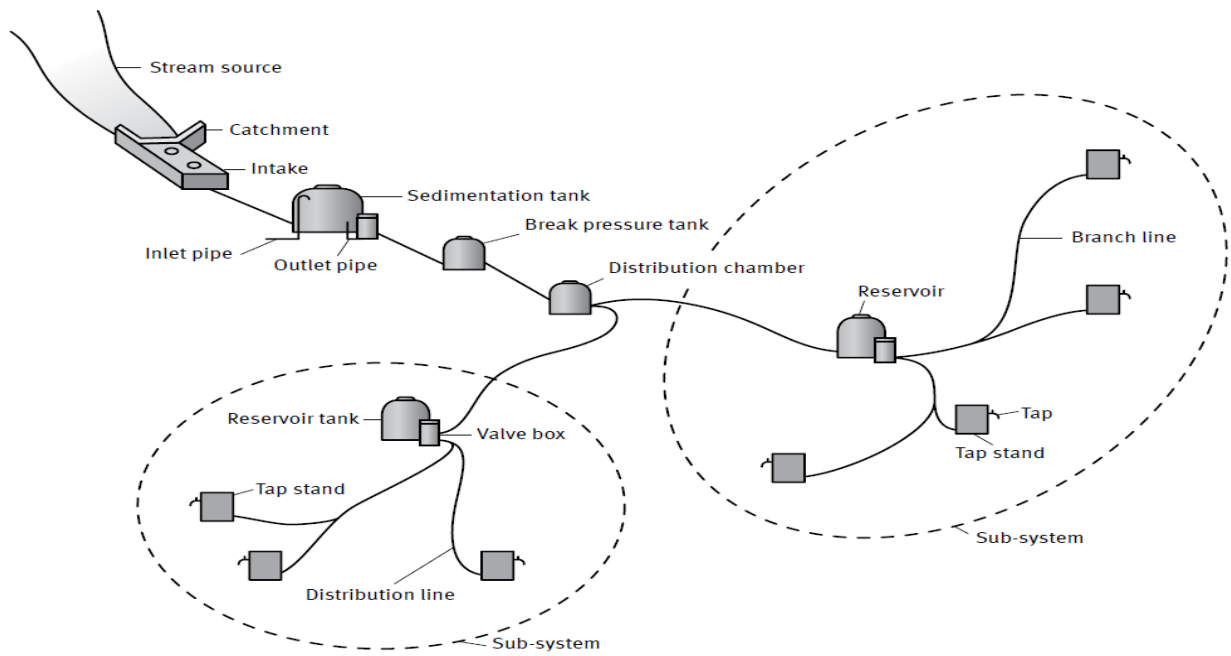 Stream source
Catchment
Intake
Sedimentation tank
Inlet pipe
Outlet pipe
Break pressure tank
Distribution chamber
Reservoir
Branch line
Tap
Tap stand
Sub-system
Reservoir tank
Valve box
Tap stand
Distribution line
Sub-system